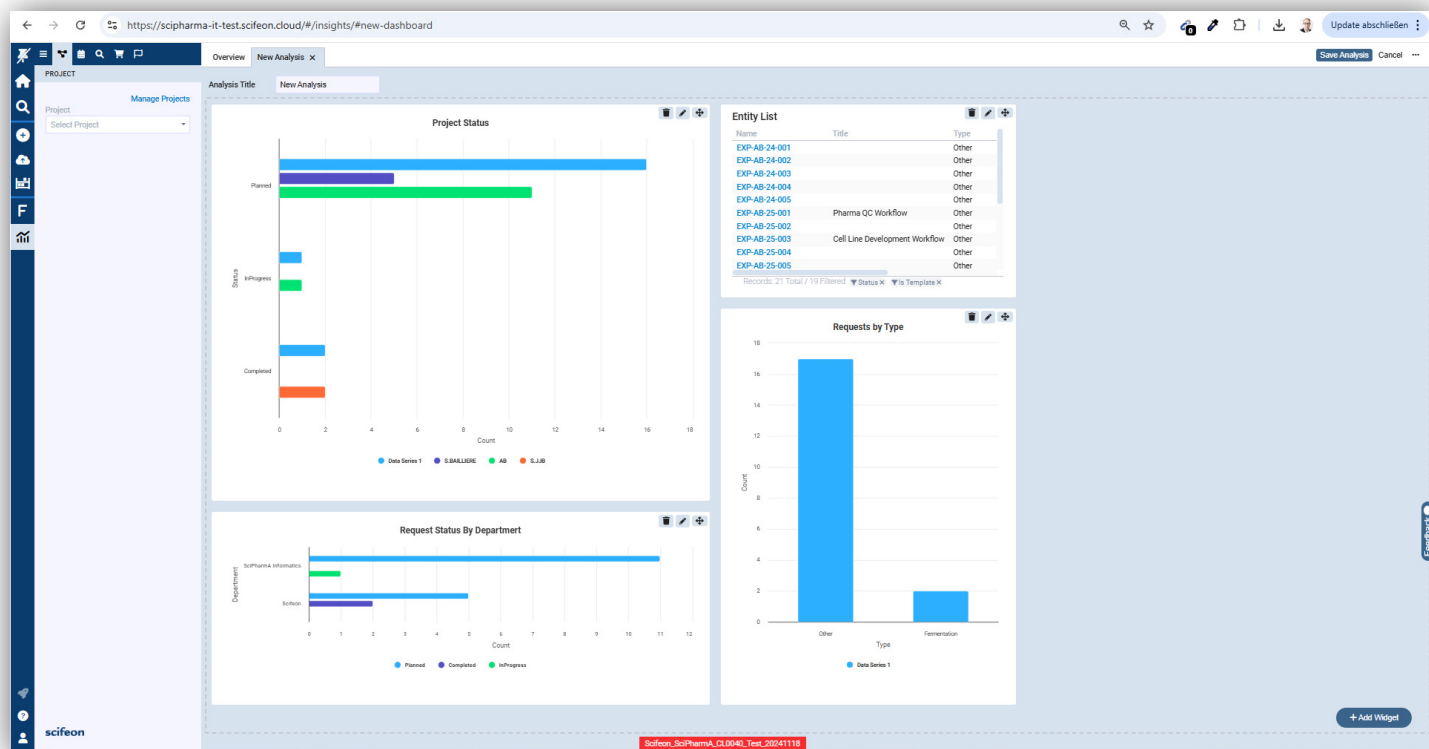 https://scipharma-it-test.scifeon.cloud/#/insights/#new-dashboard
0
Update abschließen
Overview
New Analysis ×
Save Analysis
Cancel
PROJECT
Manage Projects
Project
Select Project
Analysis Title
New Analysis
Project Status
Status
Planned
InProgress
Completed
0 2 4 6 8 10 12 14 16 18
Count
Data Series 1 S.BAILLIERE AB S.JJB
Request Status By Departmert
Department
SciPharmA Informatics
Scifeon
0 1 2 3 4 5 6 7 8 9 10 11 12
Count
Planned Completed InProgress
Entity List
Name Title Type
EXP-AB-24-001 Other
EXP-AB-24-002 Other
EXP-AB-24-003 Other
EXP-AB-24-004 Other
EXP-AB-24-005 Other
EXP-AB-25-001 Pharma QC Workflow Other
EXP-AB-25-002 Other
EXP-AB-25-003 Cell Line Development Workflow Other
EXP-AB-25-004 Other
EXP-AB-25-005 Other
Records: 21 Total / 19 Filtered Status × Is Template ×
Requests by Type
18
16
14
12
10
8
6
4
2
0
Count
Other Fermentation
Type
Data Series 1
Feedback
+ Add Widget
F
?
scifeon
Scifeon_SciPharmA_CL0040_Test_20241118